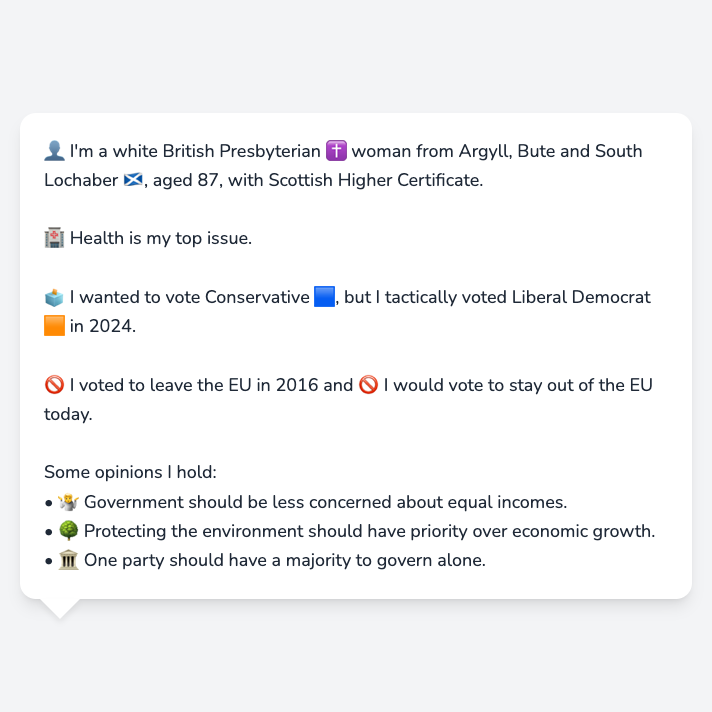 👤 I'm a white British Presbyterian ✝️ woman from Argyll, Bute and South
Lochaber 🏴󠁧󠁢󠁳󠁣󠁴󠁿, aged 87, with Scottish Higher Certificate.
🏥 Health is my top issue.
🗳️ I wanted to vote Conservative 🟦, but I tactically voted Liberal Democrat
🟧 in 2024.
🚫 I voted to leave the EU in 2016 and 🚫 I would vote to stay out of the EU
today.
Some opinions I hold:
• 🤷 Government should be less concerned about equal incomes.
• 🌳 Protecting the environment should have priority over economic growth.
• 🏛️ One party should have a majority to govern alone.